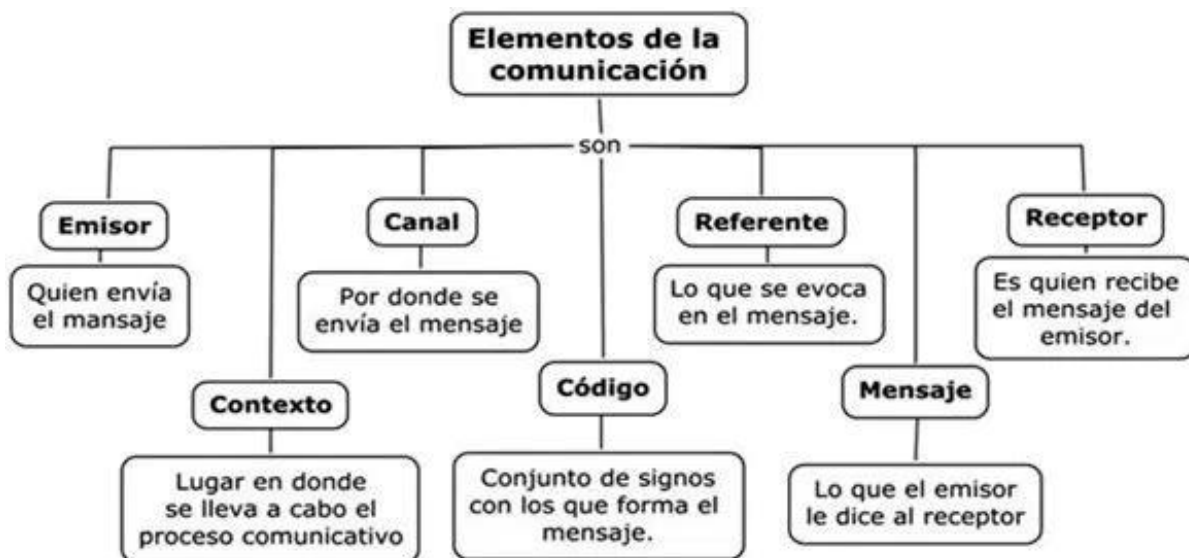 Elementos de la
comunicación
son
Emisor
Quien envía
el mansaje
Contexto
Lugar en donde
se lleva a cabo el
proceso comunicativo
Canal
Por donde se
envía el mensaje
Código
Conjunto de signos
con los que forma el
mensaje.
Referente
Lo que se evoca
en el mensaje.
Mensaje
Lo que el emisor
le dice al receptor
Receptor
Es quien recibe
el mensaje del
emisor.